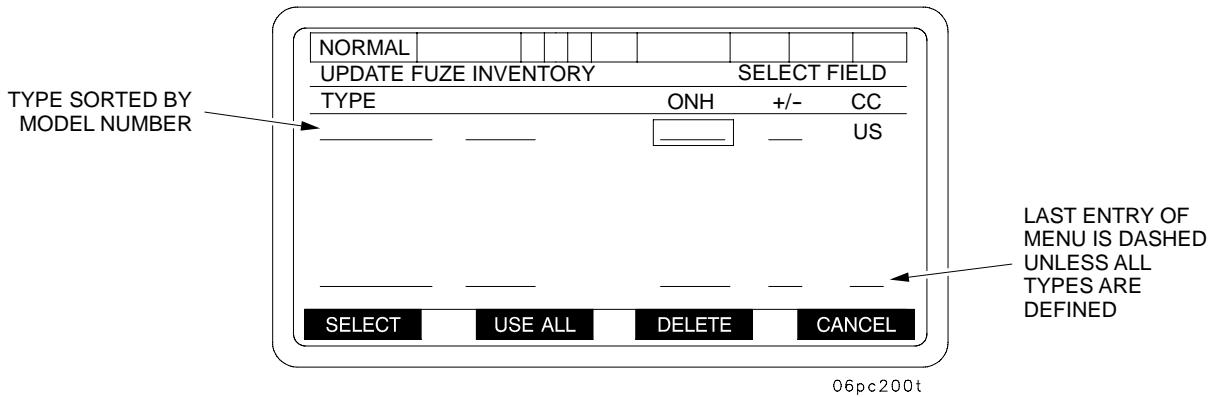 NORMAL
UPDATE FUZE INVENTORY SELECT FIELD
TYPE ONH +/– CC
TYPE SORTED BY
MODEL NUMBER
US
LAST ENTRY OF
MENU IS DASHED
UNLESS ALL
TYPES ARE
DEFINED
SELECT USE ALL DELETE CANCEL
06pc200t